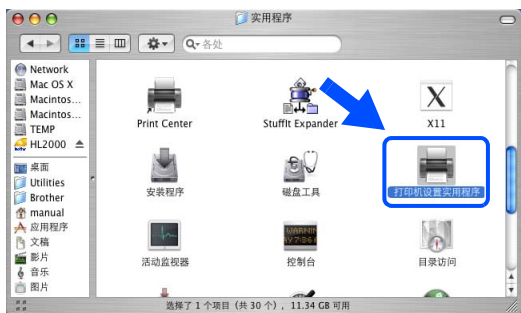 实用程序
各处
Network
Mac OS X
Macintos...
Macintos...
TEMP
HL2000
桌面
Utilities
Brother
manual
应用程序
文稿
影片
音乐
图片
Print Center
StuffIt Expander
X11
安装程序
磁盘工具
打印机设置实用程序
活动监视器
控制台
目录访问
选择了 1 个项目（共 30 个），11.34 GB 可用